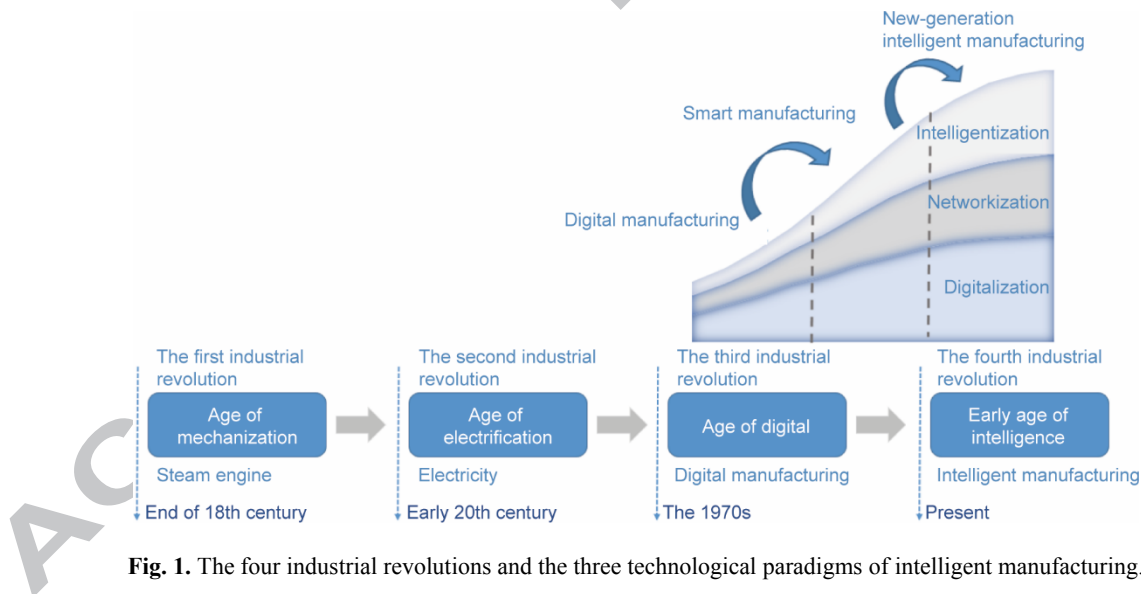 New-generation
intelligent manufacturing
Smart manufacturing
Intelligentization
Digital manufacturing
Networkization
Digitalization
The first industrial
revolution
The second industrial
revolution
The third industrial
revolution
The fourth industrial
revolution
Age of
mechanization
Age of
electrification
Age of digital
Early age of
intelligence
Steam engine
Electricity
Digital manufacturing
Intelligent manufacturing
End of 18th century
Early 20th century
The 1970s
Present
AC
Fig. 1. The four industrial revolutions and the three technological paradigms of intelligent manufacturing.